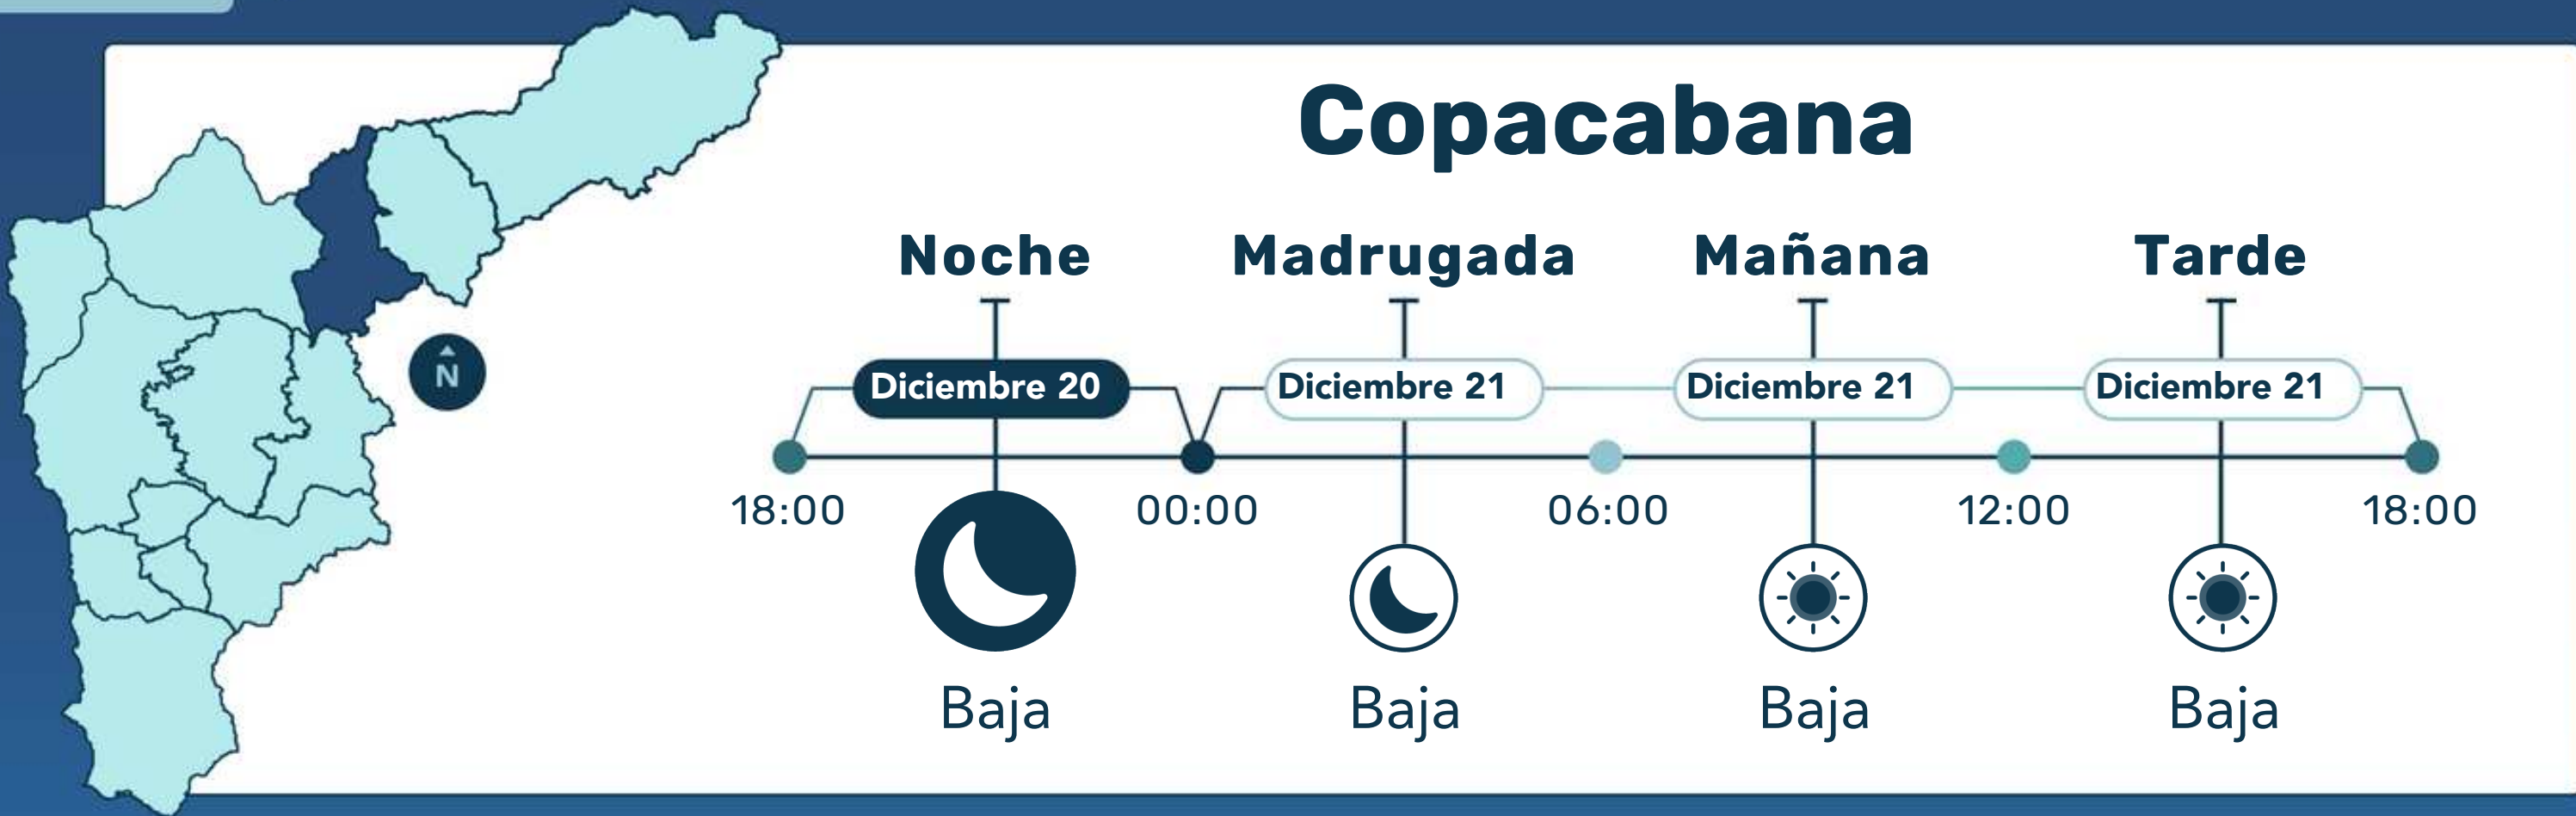 Copacabana
Noche Madrugada Mañana Tarde
Diciembre 20 Diciembre 21 Diciembre 21 Diciembre 21
N
18:00 00:00 06:00 12:00 18:00
Baja Baja Baja Baja